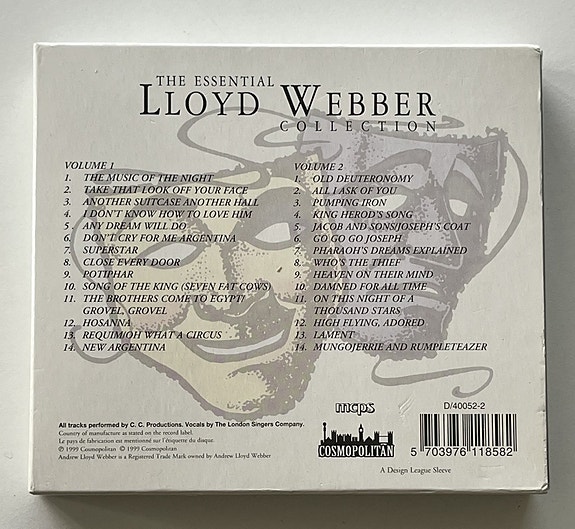 THE ESSENTIAL
LLOYD WEBBER
COLLECTION
VOLUME 1
1. THE MUSIC OF THE NIGHT
2. TAKE THAT LOOK OFF YOUR FACE
3. ANOTHER SUITCASE ANOTHER HALL
4. I DON'T KNOW HOW TO LOVE HIM
5. ANY DREAM WILL DO
6. DON'T CRY FOR ME ARGENTINA
7. SUPERSTAR
8. CLOSE EVERY DOOR
9. POTIPHAR
10. SONG OF THE KING (SEVEN FAT COWS)
11. THE BROTHERS COME TO EGYPT/
GROVEL, GROVEL
12. HOSANNA
13. REQUIM/OH WHAT A CIRCUS
14. NEW ARGENTINA
VOLUME 2
1. OLD DEUTERONOMY
2. ALL I ASK OF YOU
3. PUMPING IRON
4. KING HEROD'S SONG
5. JACOB AND SONS/JOSEPH'S COAT
6. GO GO GO JOSEPH
7. PHARAOH'S DREAMS EXPLAINED
8. WHO'S THE THIEF
9. HEAVEN ON THEIR MIND
10. DAMNED FOR ALL TIME
11. ON THIS NIGHT OF A
THOUSAND STARS
12. HIGH FLYING, ADORED
13. LAMENT
14. MUNGOJERRIE AND RUMPLETEAZER
All tracks performed by C. C. Productions. Vocals by The London Singers Company.
Country of manufacture as stated on the record label.
Le pays de fabrication est mentionné sur l'étiquette du disque.
℗ 1999 Cosmopolitan © 1999 Cosmopolitan
Andrew Lloyd Webber is a Registered Trade Mark owned by Andrew Lloyd Webber
mcps
COSMOPOLITAN
D/40052-2
5 703976 118582
A Design League Sleeve